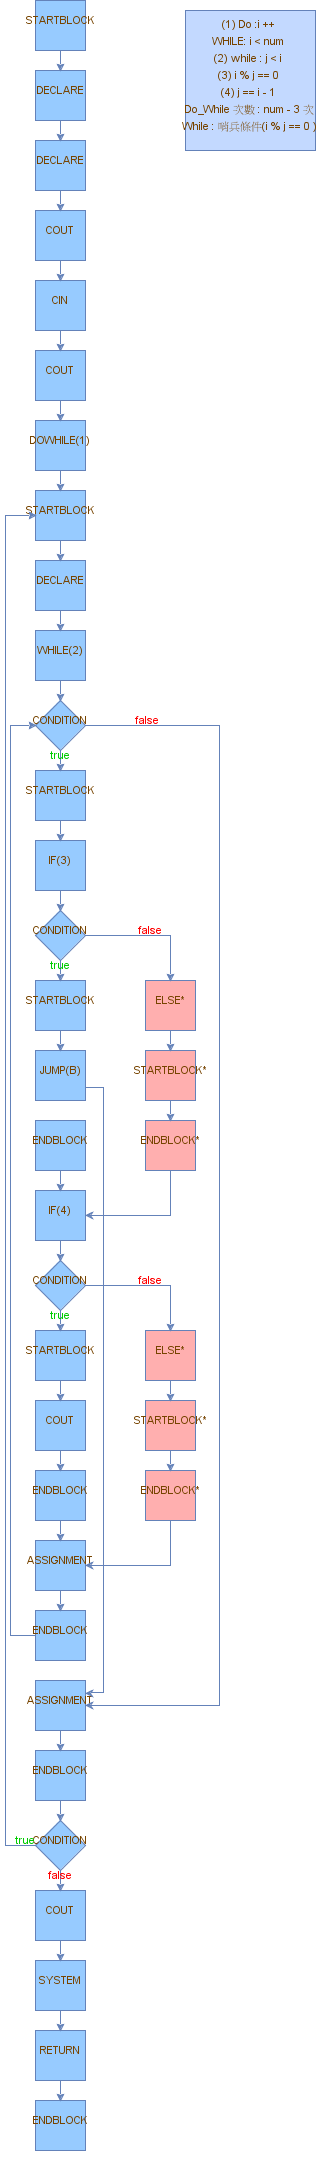 STARTBLOCK
(1) Do :i ++
WHILE: i < num
(2) while : j < i
(3) i % j == 0
(4) j == i - 1
Do_While 次數 : num - 3 次
While : 哨兵條件(i % j == 0 )
DECLARE
DECLARE
COUT
CIN
COUT
DOWHILE(1)
STARTBLOCK
DECLARE
WHILE(2)
CONDITION
false
true
STARTBLOCK
IF(3)
CONDITION
false
true
STARTBLOCK
ELSE*
JUMP(B)
STARTBLOCK*
ENDBLOCK
ENDBLOCK*
IF(4)
CONDITION
false
true
STARTBLOCK
ELSE*
COUT
STARTBLOCK*
ENDBLOCK
ENDBLOCK*
ASSIGNMENT
ENDBLOCK
ASSIGNMENT
ENDBLOCK
true
CONDITION
false
COUT
SYSTEM
RETURN
ENDBLOCK